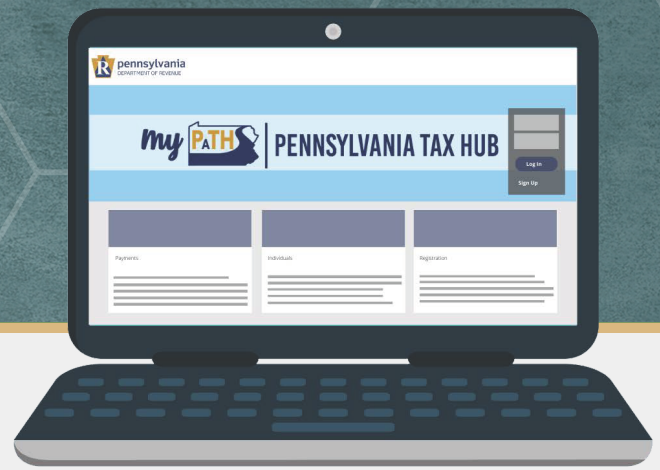 pennsylvania
DEPARTMENT OF REVENUE
my PATH | PENNSYLVANIA TAX HUB
Log In
Sign Up
Payments
Individuals
Registration